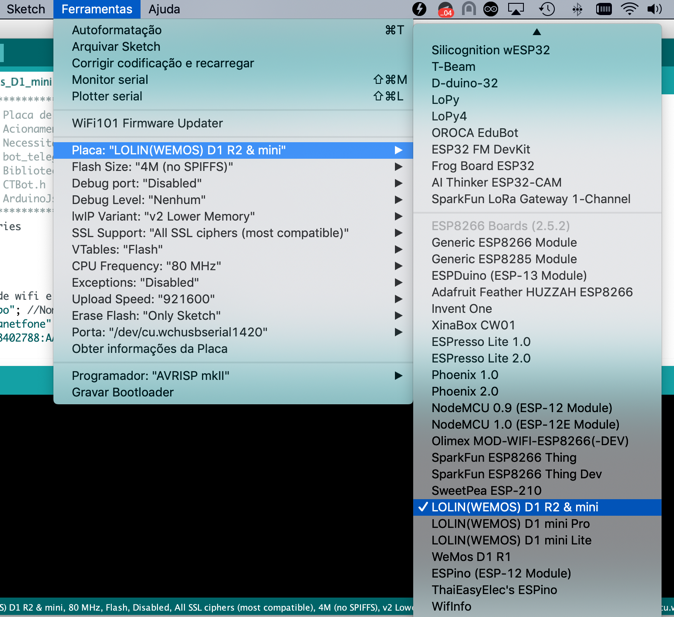 Sketch Ferramentas Ajuda
.04
s_D1_mini
Placa de
Acioname
Necessit
bot_tele
Bibliote
CTBot.h
ArduinoJs
ries
de wifi e
oo"; //No
anetfone"
8402788:AA
Autoformatação ⌘T
Arquivar Sketch
Corrigir codificação e recarregar
Monitor serial ⇧⌘M
Plotter serial ⇧⌘L
WiFi101 Firmware Updater
Placa: "LOLIN(WEMOS) D1 R2 & mini"
Flash Size: "4M (no SPIFFS)"
Debug port: "Disabled"
Debug Level: "Nenhum"
lwIP Variant: "v2 Lower Memory"
SSL Support: "All SSL ciphers (most compatible)"
VTables: "Flash"
CPU Frequency: "80 MHz"
Exceptions: "Disabled"
Upload Speed: "921600"
Erase Flash: "Only Sketch"
Porta: "/dev/cu.wchusbserial1420"
Obter informações da Placa
Programador: "AVRISP mkII"
Gravar Bootloader
Silicognition wESP32
T-Beam
D-duino-32
LoPy
LoPy4
OROCA EduBot
ESP32 FM DevKit
Frog Board ESP32
AI Thinker ESP32-CAM
SparkFun LoRa Gateway 1-Channel
ESP8266 Boards (2.5.2)
Generic ESP8266 Module
Generic ESP8285 Module
ESPDuino (ESP-13 Module)
Adafruit Feather HUZZAH ESP8266
Invent One
XinaBox CW01
ESPresso Lite 1.0
ESPresso Lite 2.0
Phoenix 1.0
Phoenix 2.0
NodeMCU 0.9 (ESP-12 Module)
NodeMCU 1.0 (ESP-12E Module)
Olimex MOD-WIFI-ESP8266(-DEV)
SparkFun ESP8266 Thing
SparkFun ESP8266 Thing Dev
SweetPea ESP-210
✓ LOLIN(WEMOS) D1 R2 & mini
LOLIN(WEMOS) D1 mini Pro
LOLIN(WEMOS) D1 mini Lite
WeMos D1 R1
ESPino (ESP-12 Module)
ThaiEasyElec's ESPino
WifInfo
S) D1 R2 & mini, 80 MHz, Flash, Disabled, All SSL ciphers (most compatible), 4M (no SPIFFS), v2 Low
cu.w